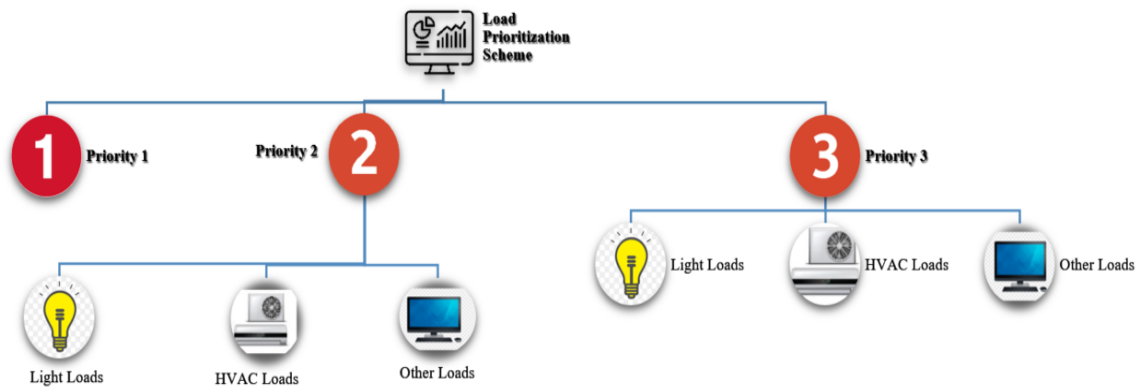 Load
Prioritization
Scheme
1
Priority 1
Priority 2
2
3
Priority 3
Light Loads
HVAC Loads
Other Loads
Light Loads
HVAC Loads
Other Loads